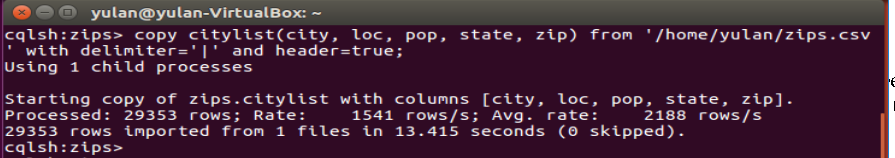 yulan@yulan-VirtualBox: ~
cqlsh:zips> copy citylist(city, loc, pop, state, zip) from '/home/yulan/zips.csv
' with delimiter='|' and header=true;
Using 1 child processes
Starting copy of zips.citylist with columns [city, loc, pop, state, zip].
Processed: 29353 rows; Rate:    1541 rows/s; Avg. rate:    2188 rows/s
29353 rows imported from 1 files in 13.415 seconds (0 skipped).
cqlsh:zips>